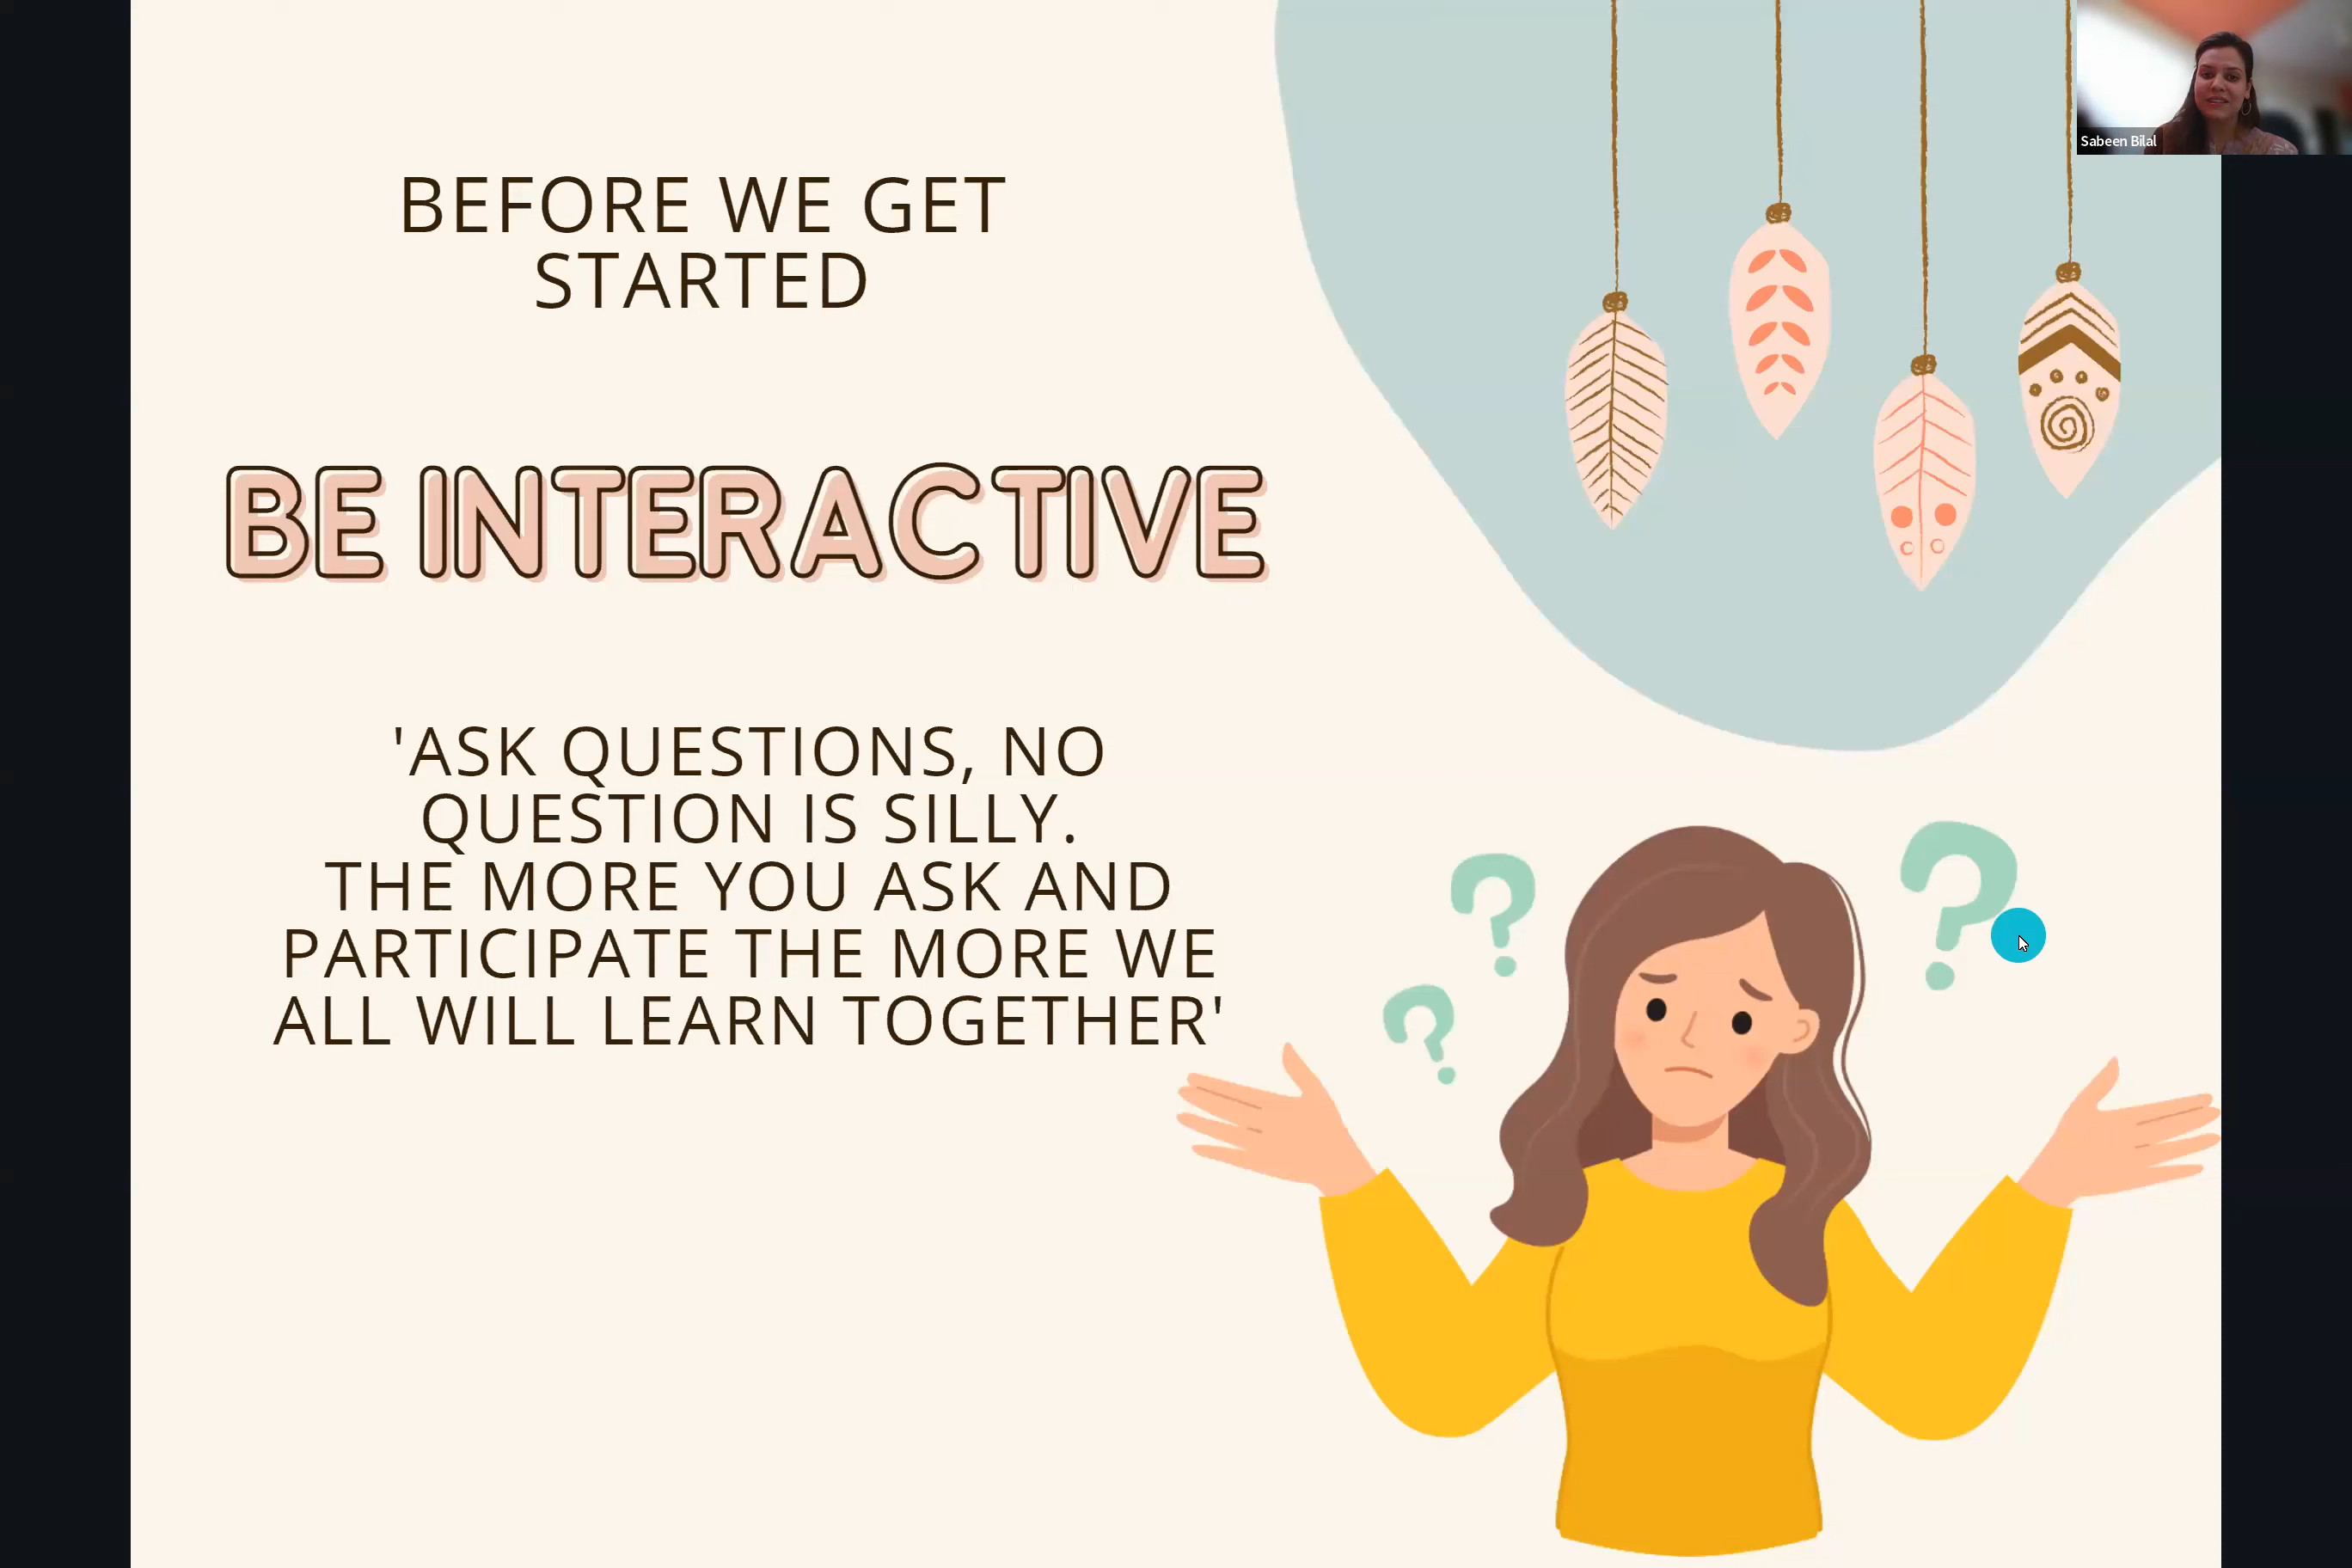 BEFORE WE GET
STARTED
BE INTERACTIVE
'ASK QUESTIONS, NO
QUESTION IS SILLY.
THE MORE YOU ASK AND
PARTICIPATE THE MORE WE
ALL WILL LEARN TOGETHER'
? ? ?
Sabeen Bilal